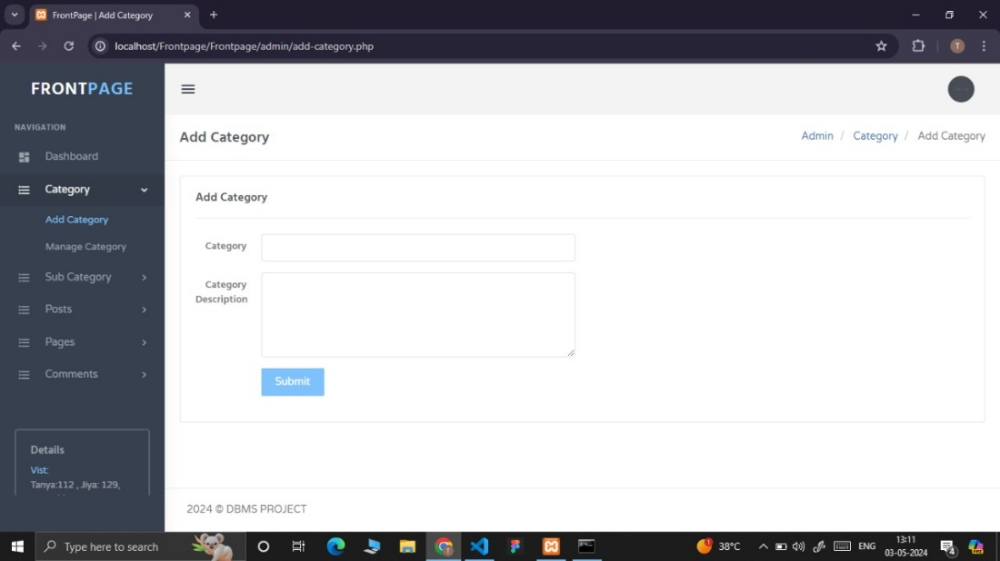 FrontPage | Add Category
localhost/Frontpage/Frontpage/admin/add-category.php
T
FRONTPAGE
NAVIGATION
Dashboard
Category
Add Category
Manage Category
Sub Category
Posts
Pages
Comments
Details
Vist:
Tanya:112 , Jiya: 129,
Add Category
Admin / Category / Add Category
Add Category
Category
Category
Description
Submit
2024 © DBMS PROJECT
Type here to search
38°C
ENG
13:11
03-05-2024
4